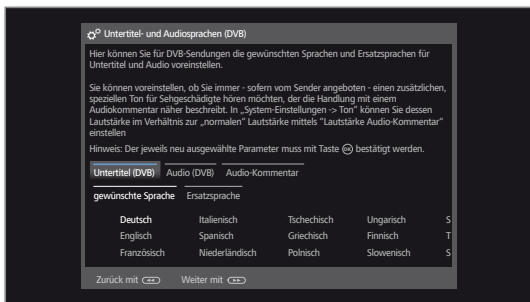 Untertitel- und Audiosprachen (DVB)
Hier können Sie für DVB-Sendungen die gewünschten Sprachen und Ersatzsprachen für
Untertitel und Audio voreinstellen.
Sie können voreinstellen, ob Sie immer - sofern vom Sender angeboten - einen zusätzlichen,
speziellen Ton für Sehgeschädigte hören möchten, der die Handlung mit einem
Audiokommentar näher beschreibt. In „System-Einstellungen -> Ton" können Sie dessen
Lautstärke im Verhältnis zur „normalen" Lautstärke mittels "Lautstärke Audio-Kommentar"
einstellen
Hinweis: Der jeweils neu ausgewählte Parameter muss mit Taste OK bestätigt werden.
Untertitel (DVB) Audio (DVB) Audio-Kommentar
gewünschte Sprache Ersatzsprache
Deutsch Italienisch Tschechisch Ungarisch S
Englisch Spanisch Griechisch Finnisch T
Französisch Niederländisch Polnisch Slowenisch S
Zurück mit Weiter mit